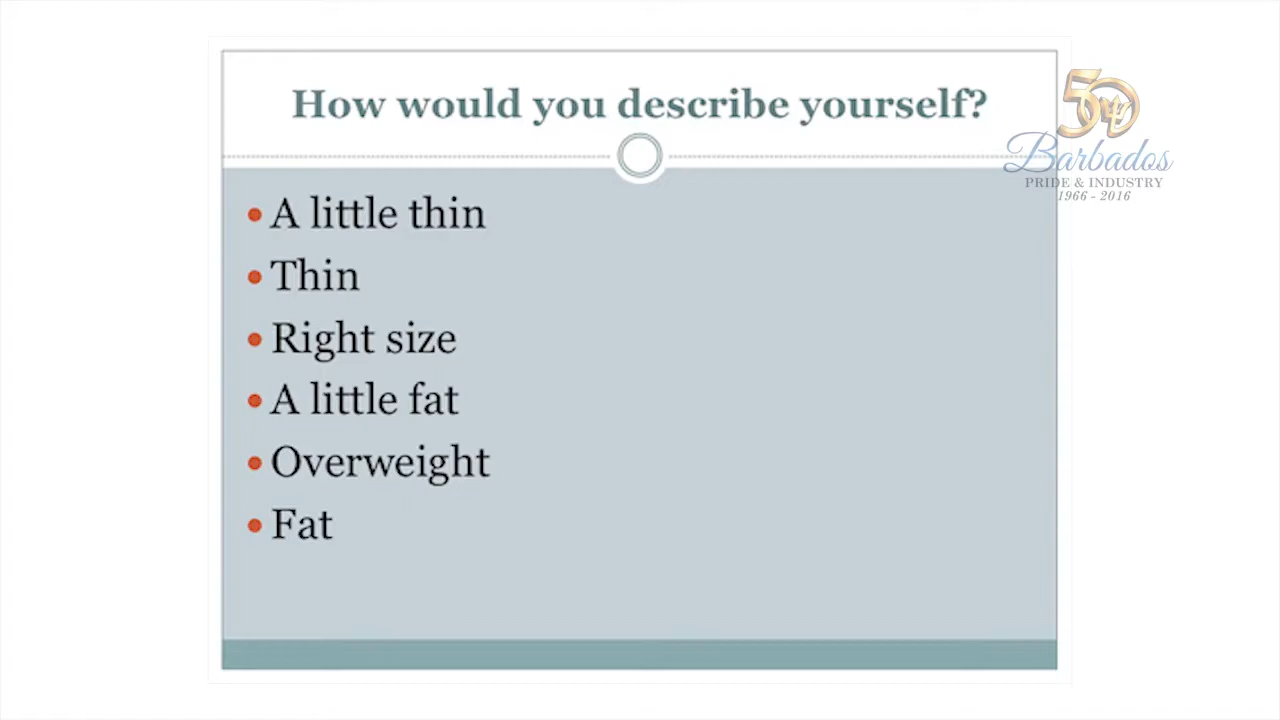 How would you describe yourself?
A little thin
Thin
Right size
A little fat
Overweight
Fat
50
Barbados
PRIDE & INDUSTRY
1966 - 2016